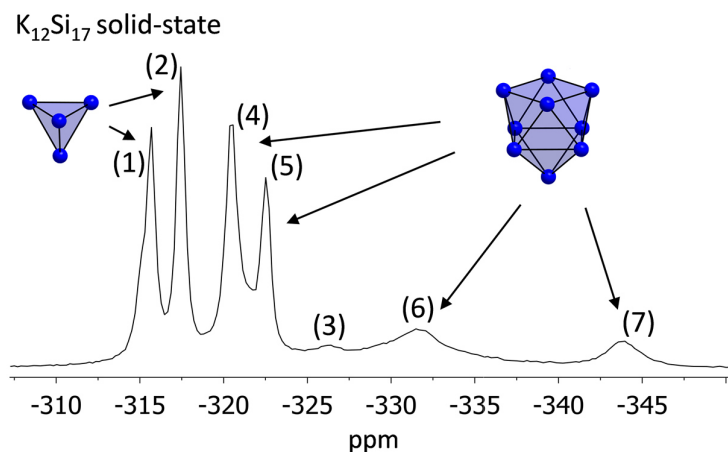 K₁₂Si₁₇ solid-state
(2)
(4)
(1)
(5)
(3)
(6)
(7)
-310 -315 -320 -325 -330 -335 -340 -345
ppm